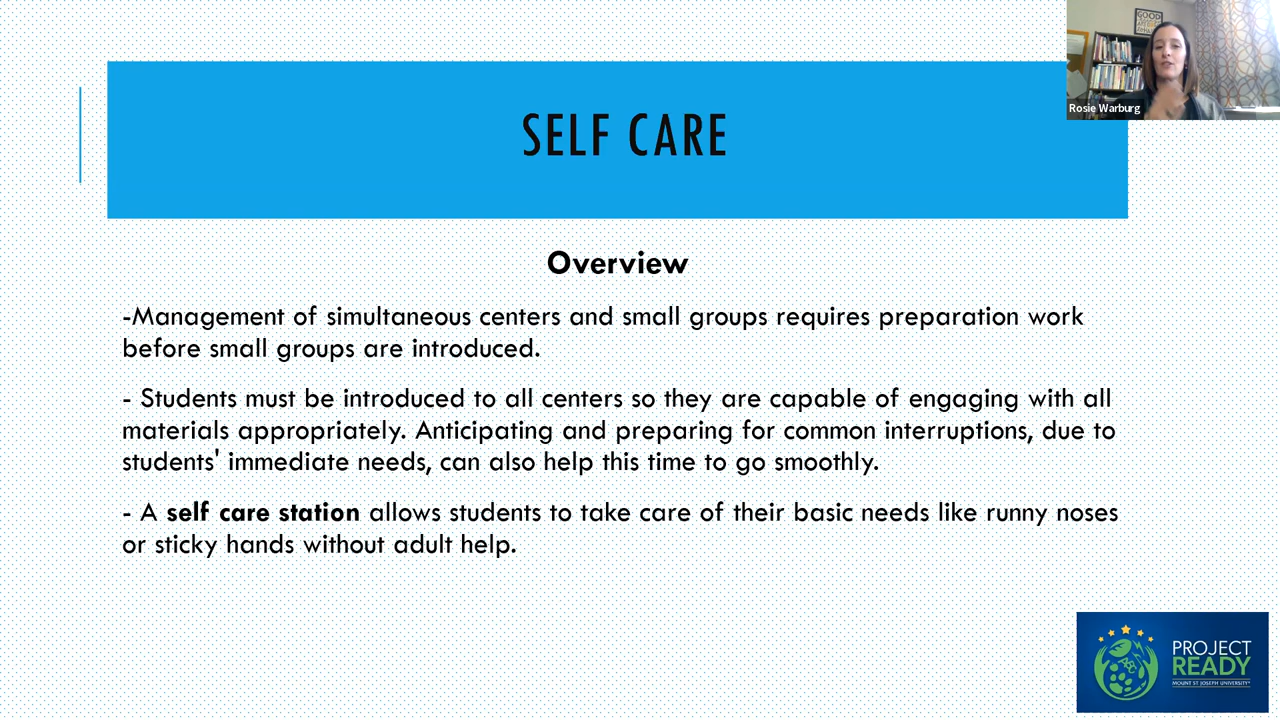 GOOD
Rosie Warburg
SELF CARE
Overview
-Management of simultaneous centers and small groups requires preparation work
before small groups are introduced.
- Students must be introduced to all centers so they are capable of engaging with all
materials appropriately. Anticipating and preparing for common interruptions, due to
students' immediate needs, can also help this time to go smoothly.
- A self care station allows students to take care of their basic needs like runny noses
or sticky hands without adult help.
PROJECT
READY
MOUNT ST. JOSEPH UNIVERSITY